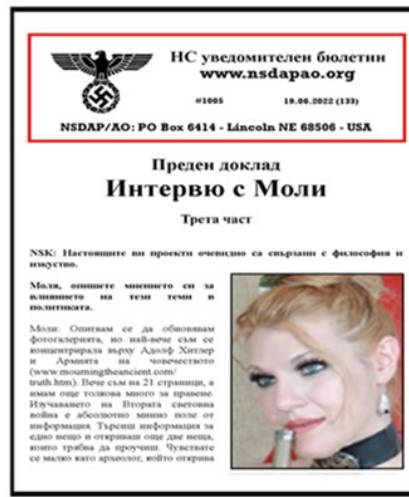 НС уведомителен бюлетин
www.nsdapao.org
#1005 19.06.2022 (133)
NSDAP/AO: PO Box 6414 - Lincoln NE 68506 - USA
Преден доклад
Интервю с Моли
Трета част
NSK: Настоящите ви проекти очевидно са свързани с философия и
изкуство.
Моля, опишете мнението си за
влиянието на тези теми в
политиката.
Моли: Опитвам се да обновявам
фотогалерията, но най-вече съм се
концентрирала върху Адолф Хитлер
и Армията на човечеството
(www.mourningtheancient.com/
truth.htm). Вече съм на 21 страници, а
имам още толкова много за правене.
Изучаването на Втората световна
война е абсолютно минно поле от
информация. Търсиш информация за
едно нещо и откриваш още две неща,
които трябва да проучиш. Чувствате
се малко като археолог, който открива